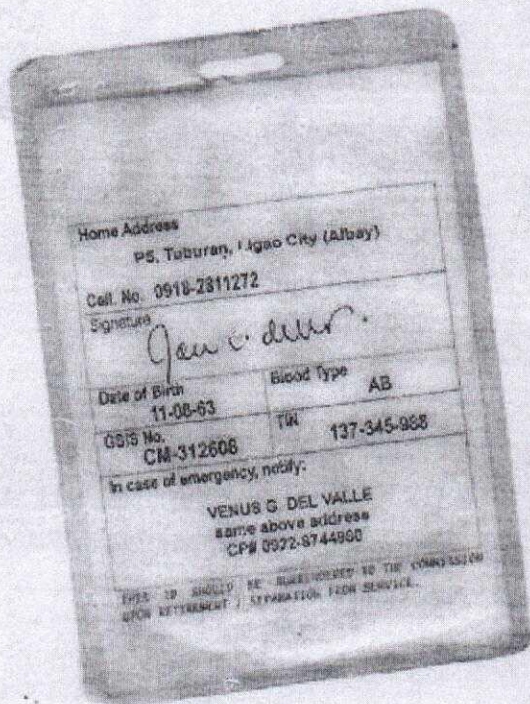 Home Address
P5, Tuburan, Ligao City (Albay)
Cell. No. 0918-2811272
Signature
Date of Birth
11-08-63
Blood Type
AB
GSIS No.
CM-312608
TIN
137-345-988
In case of emergency, notify:
VENUS G. DEL VALLE
same above address
CP# 0922-8744980
THIS ID SHOULD BE SURRENDERED TO THE COMMISSION
UPON RETIREMENT / SEPARATION FROM SERVICE.